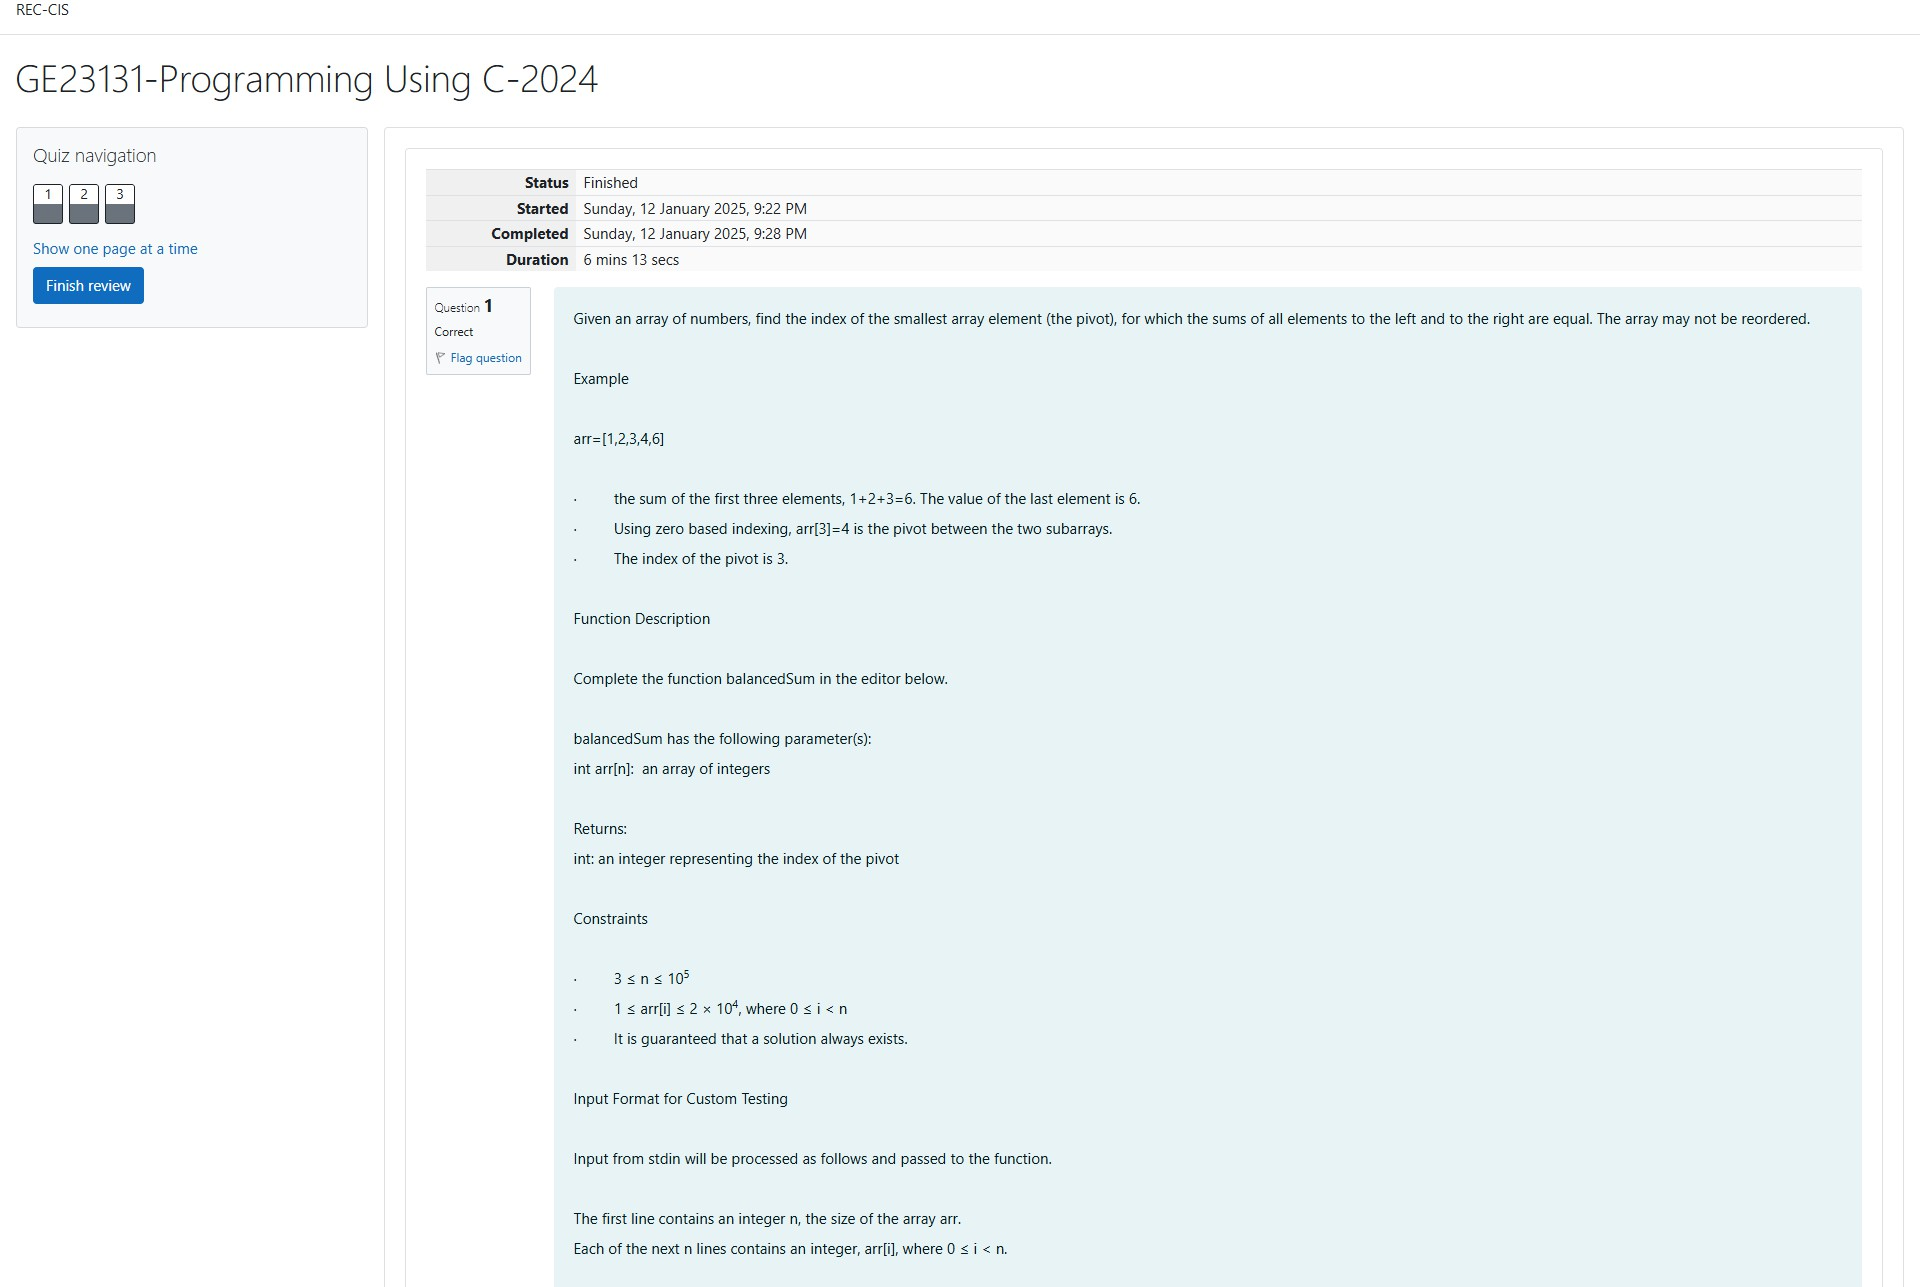 REC-CIS
GE23131-Programming Using C-2024
Quiz navigation
1 2 3
Show one page at a time
Finish review
Status Finished
Started Sunday, 12 January 2025, 9:22 PM
Completed Sunday, 12 January 2025, 9:28 PM
Duration 6 mins 13 secs
Question 1
Correct
Flag question
Given an array of numbers, find the index of the smallest array element (the pivot), for which the sums of all elements to the left and to the right are equal. The array may not be reordered.
Example
arr=[1,2,3,4,6]
· the sum of the first three elements, 1+2+3=6. The value of the last element is 6.
· Using zero based indexing, arr[3]=4 is the pivot between the two subarrays.
· The index of the pivot is 3.
Function Description
Complete the function balancedSum in the editor below.
balancedSum has the following parameter(s):
int arr[n]: an array of integers
Returns:
int: an integer representing the index of the pivot
Constraints
· 3 ≤ n ≤ 10⁵
· 1 ≤ arr[i] ≤ 2 × 10⁴, where 0 ≤ i < n
· It is guaranteed that a solution always exists.
Input Format for Custom Testing
Input from stdin will be processed as follows and passed to the function.
The first line contains an integer n, the size of the array arr.
Each of the next n lines contains an integer, arr[i], where 0 ≤ i < n.